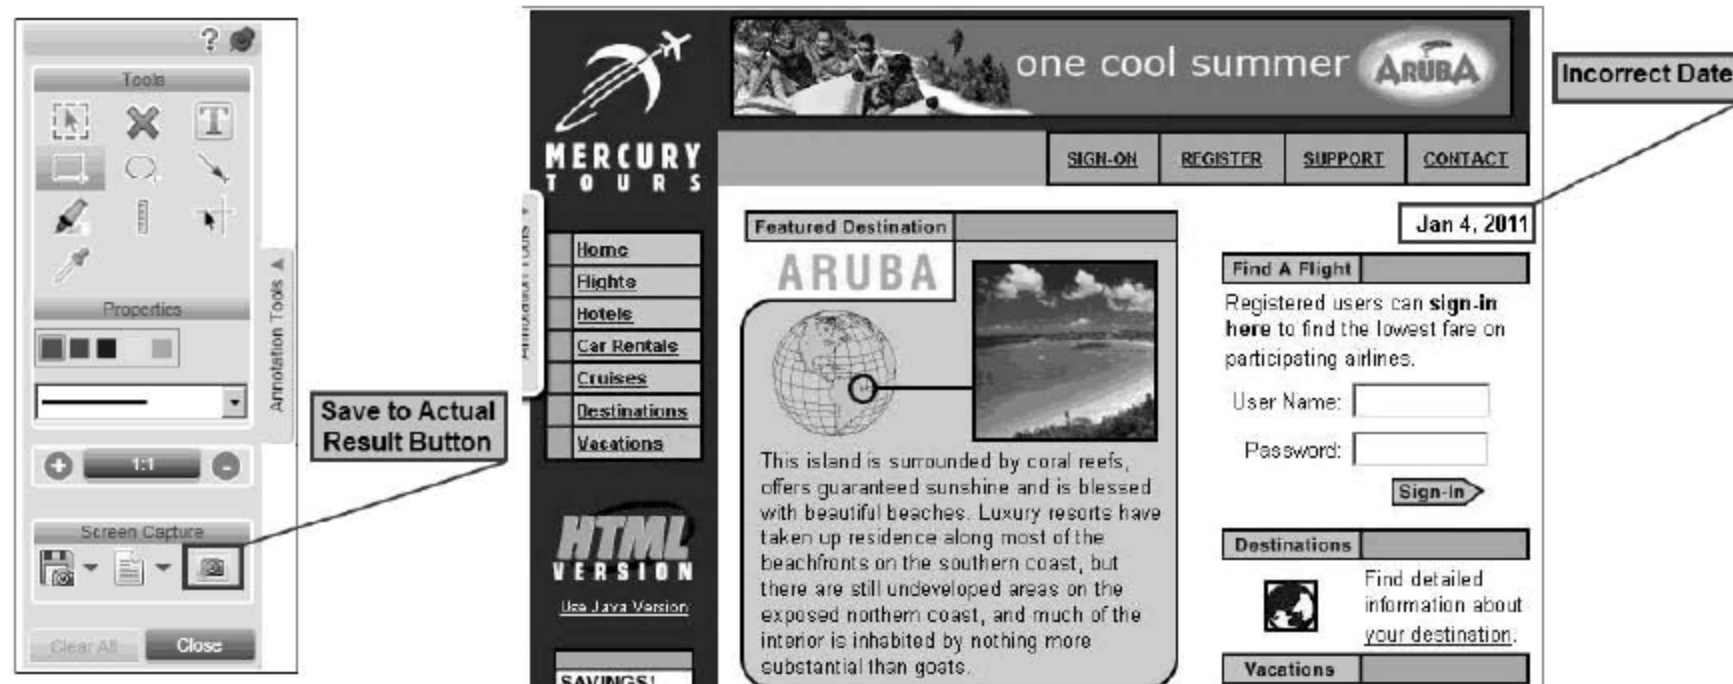 ?
Tools
T
Properties
1:1
Screen Capture
Clear All
Close
Annotation Tools
Save to Actual
Result Button
MERCURY
TOURS
one cool summer
ARUBA
SIGN-ON
REGISTER
SUPPORT
CONTACT
Incorrect Date
Jan 4, 2011
Annotation Tools
Home
Flights
Hotels
Car Rentals
Cruises
Destinations
Vacations
HTML
VERSION
Use Java Version
SAVINGS!
Featured Destination
ARUBA
This island is surrounded by coral reefs,
offers guaranteed sunshine and is blessed
with beautiful beaches. Luxury resorts have
taken up residence along most of the
beachfronts on the southern coast, but
there are still undeveloped areas on the
exposed northern coast, and much of the
interior is inhabited by nothing more
substantial than goats.
Find A Flight
Registered users can sign-in
here to find the lowest fare on
participating airlines.
User Name:
Password:
Sign-In
Destinations
Find detailed
information about
your destination.
Vacations